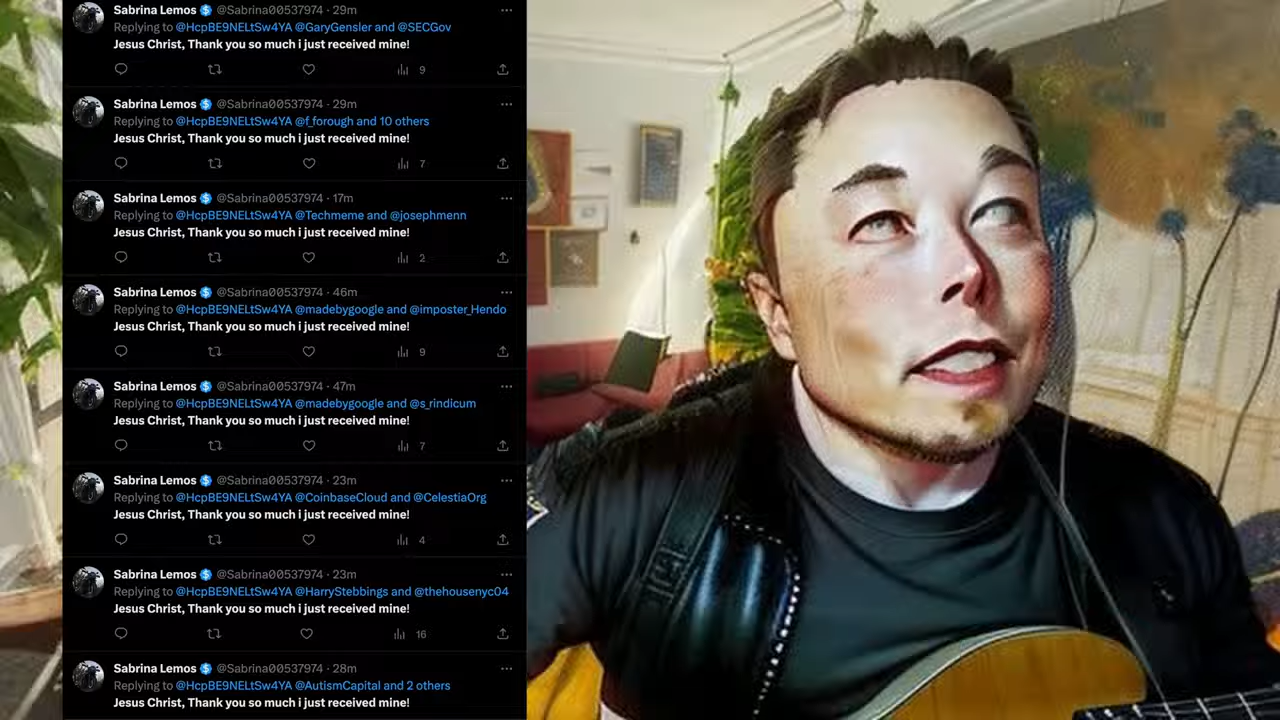 Sabrina Lemos @Sabrina00537974 · 29m
Replying to @HcpBE9NELtSw4YA @GaryGensler and @SECGov
Jesus Christ, Thank you so much i just received mine!
9
Sabrina Lemos @Sabrina00537974 · 29m
Replying to @HcpBE9NELtSw4YA @f_forough and 10 others
Jesus Christ, Thank you so much i just received mine!
7
Sabrina Lemos @Sabrina00537974 · 17m
Replying to @HcpBE9NELtSw4YA @Techmeme and @josephmenn
Jesus Christ, Thank you so much i just received mine!
2
Sabrina Lemos @Sabrina00537974 · 46m
Replying to @HcpBE9NELtSw4YA @madebygoogle and @imposter_Hendo
Jesus Christ, Thank you so much i just received mine!
9
Sabrina Lemos @Sabrina00537974 · 47m
Replying to @HcpBE9NELtSw4YA @madebygoogle and @s_rindicum
Jesus Christ, Thank you so much i just received mine!
7
Sabrina Lemos @Sabrina00537974 · 23m
Replying to @HcpBE9NELtSw4YA @CoinbaseCloud and @CelestiaOrg
Jesus Christ, Thank you so much i just received mine!
4
Sabrina Lemos @Sabrina00537974 · 23m
Replying to @HcpBE9NELtSw4YA @HarryStebbings and @thehousenyc04
Jesus Christ, Thank you so much i just received mine!
16
Sabrina Lemos @Sabrina00537974 · 28m
Replying to @HcpBE9NELtSw4YA @AutismCapital and 2 others
Jesus Christ, Thank you so much i just received mine!